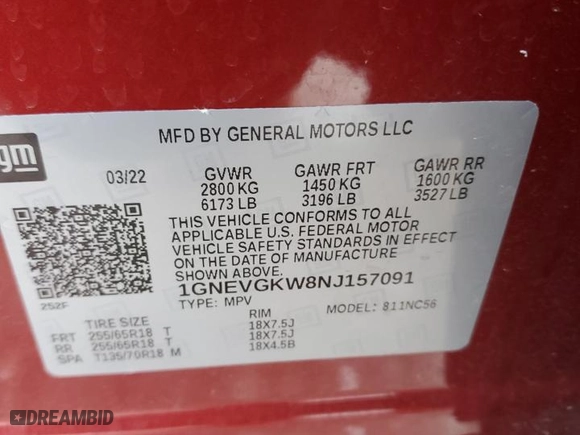 gm
MFD BY GENERAL MOTORS LLC
03/22 GVWR GAWR FRT GAWR RR
2800 KG 1450 KG 1600 KG
6173 LB 3196 LB 3527 LB
THIS VEHICLE CONFORMS TO ALL
APPLICABLE U.S. FEDERAL MOTOR
VEHICLE SAFETY STANDARDS IN EFFECT
ON THE DATE OF MANUFACTURE
SHOWN ABOVE.
252F 1GNEVGKW8NJ157091
TYPE: MPV MODEL: 811NC56
TIRE SIZE RIM
FRT 255/65R18 T 18X7.5J
RR 255/65R18 T 18X7.5J
SPA T135/70R18 M 18X4.5B
DREAMBID